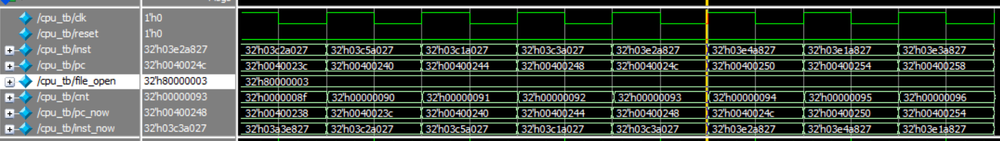 /cpu_tb/clk 1'h0
/cpu_tb/reset 1'h0
/cpu_tb/inst 32'h03e2a827 32'h03c2a027 32'h03c5a027 32'h03c1a027 32'h03c3a027 32'h03e2a827 32'h03e4a827 32'h03e1a827 32'h03e3a827
/cpu_tb/pc 32'h0040024c 32'h0040023c 32'h00400240 32'h00400244 32'h00400248 32'h0040024c 32'h00400250 32'h00400254 32'h00400258
/cpu_tb/file_open 32'h80000003 32'h80000003
/cpu_tb/cnt 32'h00000093 32'h0000008f 32'h00000090 32'h00000091 32'h00000092 32'h00000093 32'h00000094 32'h00000095 32'h00000096
/cpu_tb/pc_now 32'h00400248 32'h00400238 32'h0040023c 32'h00400240 32'h00400244 32'h00400248 32'h0040024c 32'h00400250 32'h00400254
/cpu_tb/inst_now 32'h03c3a027 32'h03a3e827 32'h03c2a027 32'h03c5a027 32'h03c1a027 32'h03c3a027 32'h03e2a827 32'h03e4a827 32'h03e1a827